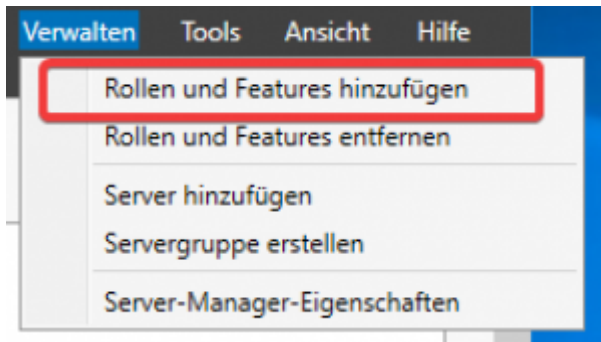 Verwalten Tools Ansicht Hilfe
Rollen und Features hinzufügen
Rollen und Features entfernen
Server hinzufügen
Servergruppe erstellen
Server-Manager-Eigenschaften